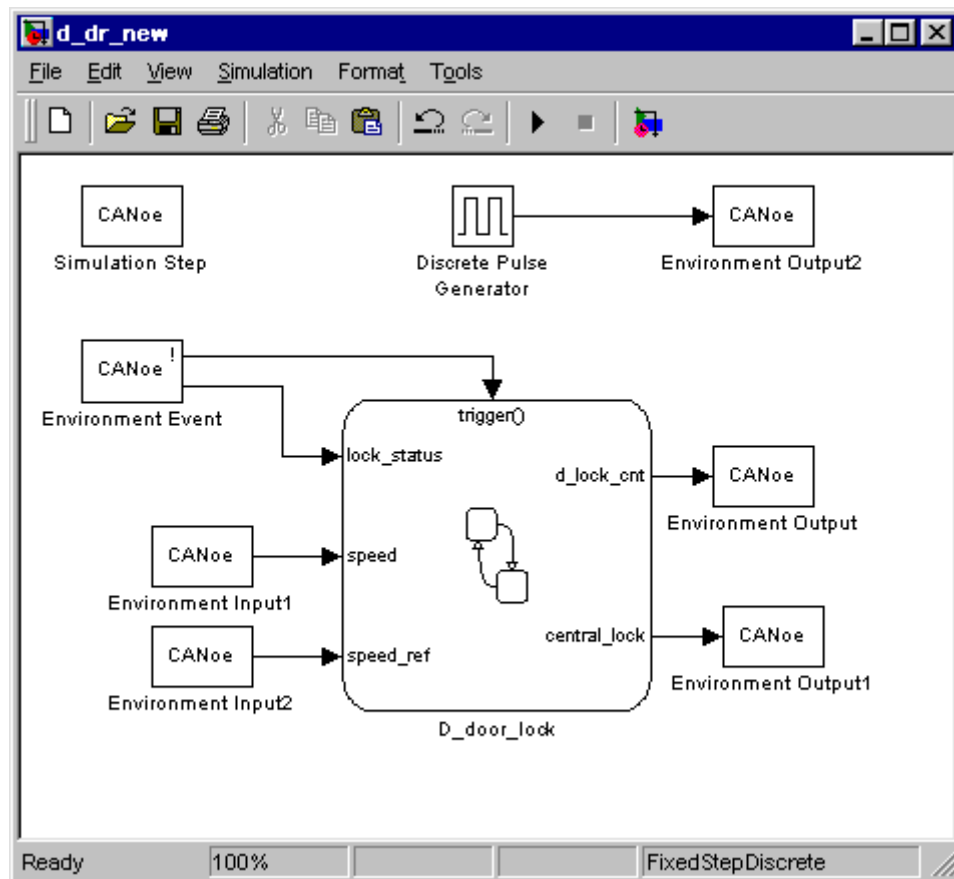 d_dr_new
File Edit View Simulation Format Tools
CANoe
CANoe
Simulation Step
Discrete Pulse
Generator
Environment Output2
CANoe !
Environment Event
trigger()
lock_status
d_lock_cnt
CANoe
Environment Output
CANoe
speed
Environment Input1
central_lock
CANoe
CANoe
speed_ref
Environment Output1
Environment Input2
D_door_lock
Ready 100% FixedStepDiscrete